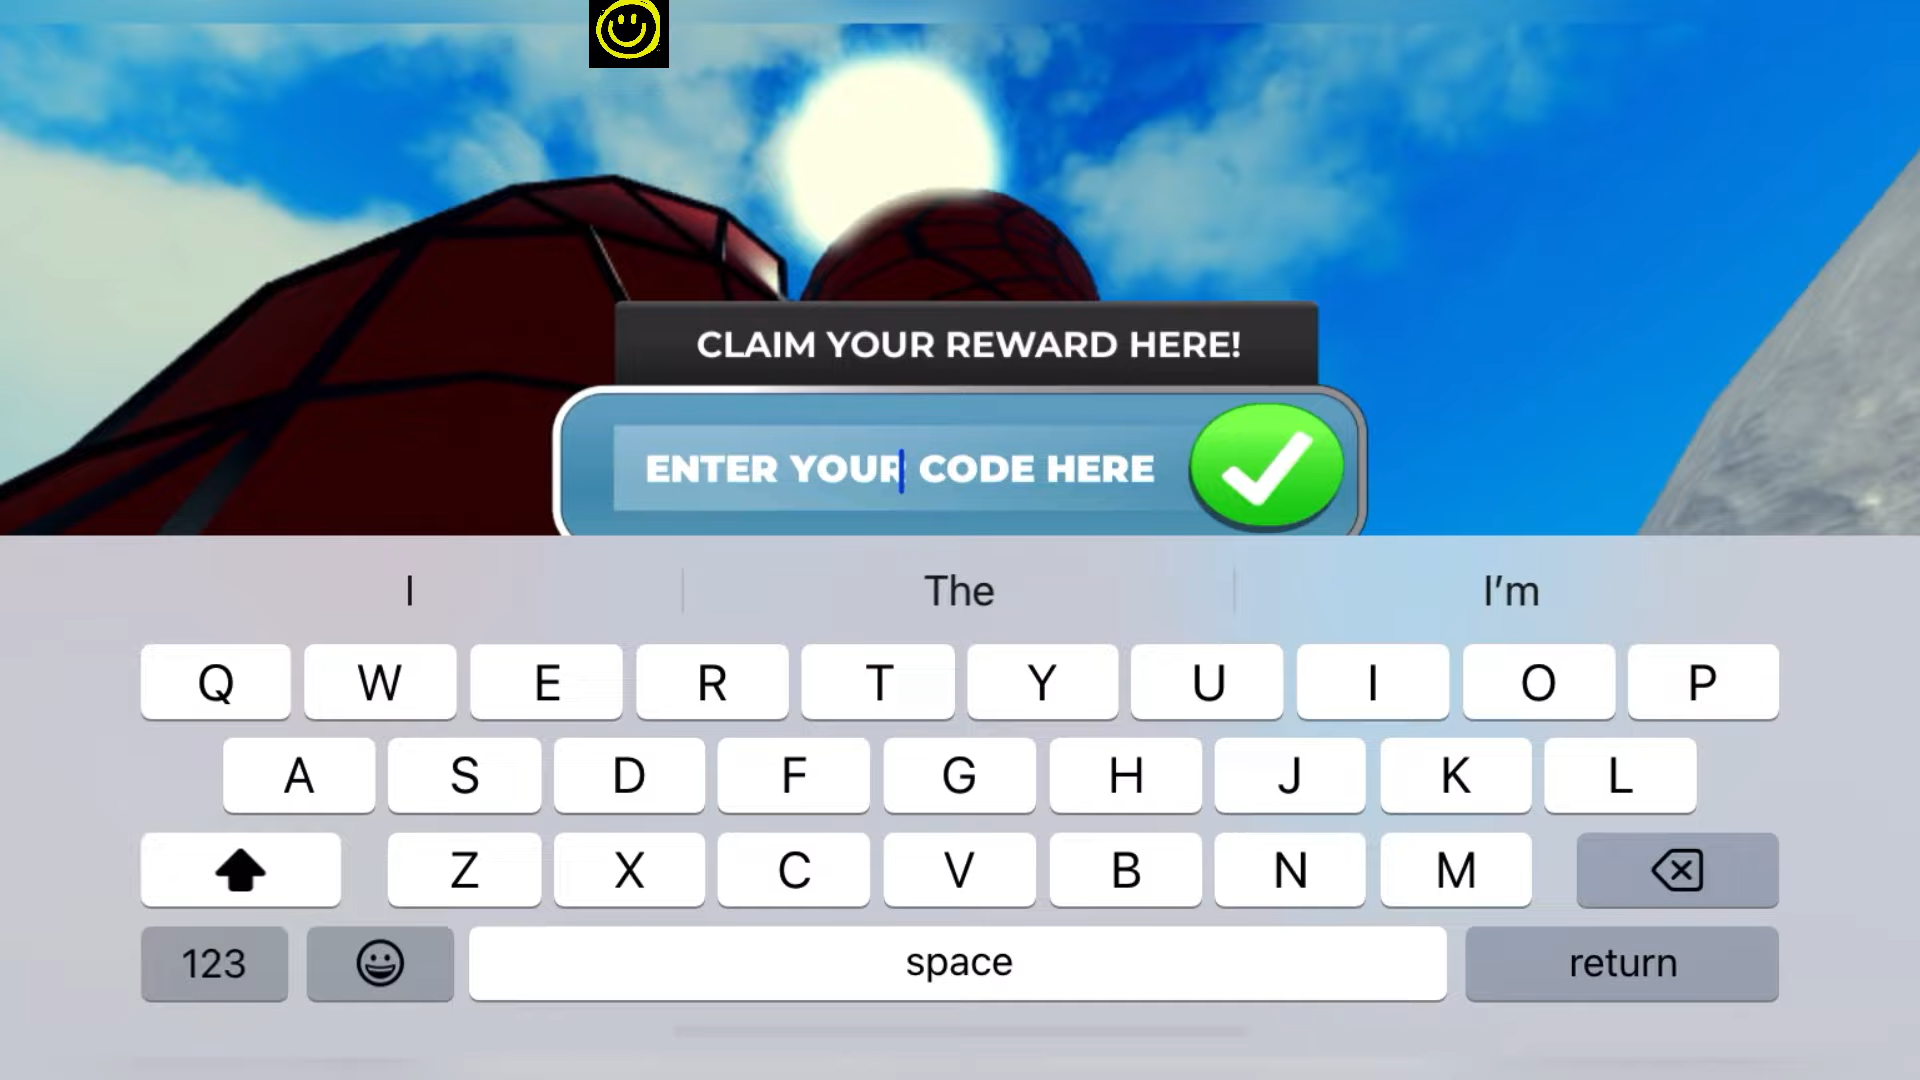 CLAIM YOUR REWARD HERE!
ENTER YOUR CODE HERE
I The I’m
Q W E R T Y U I O P
A S D F G H J K L
Z X C V B N M
123 space return